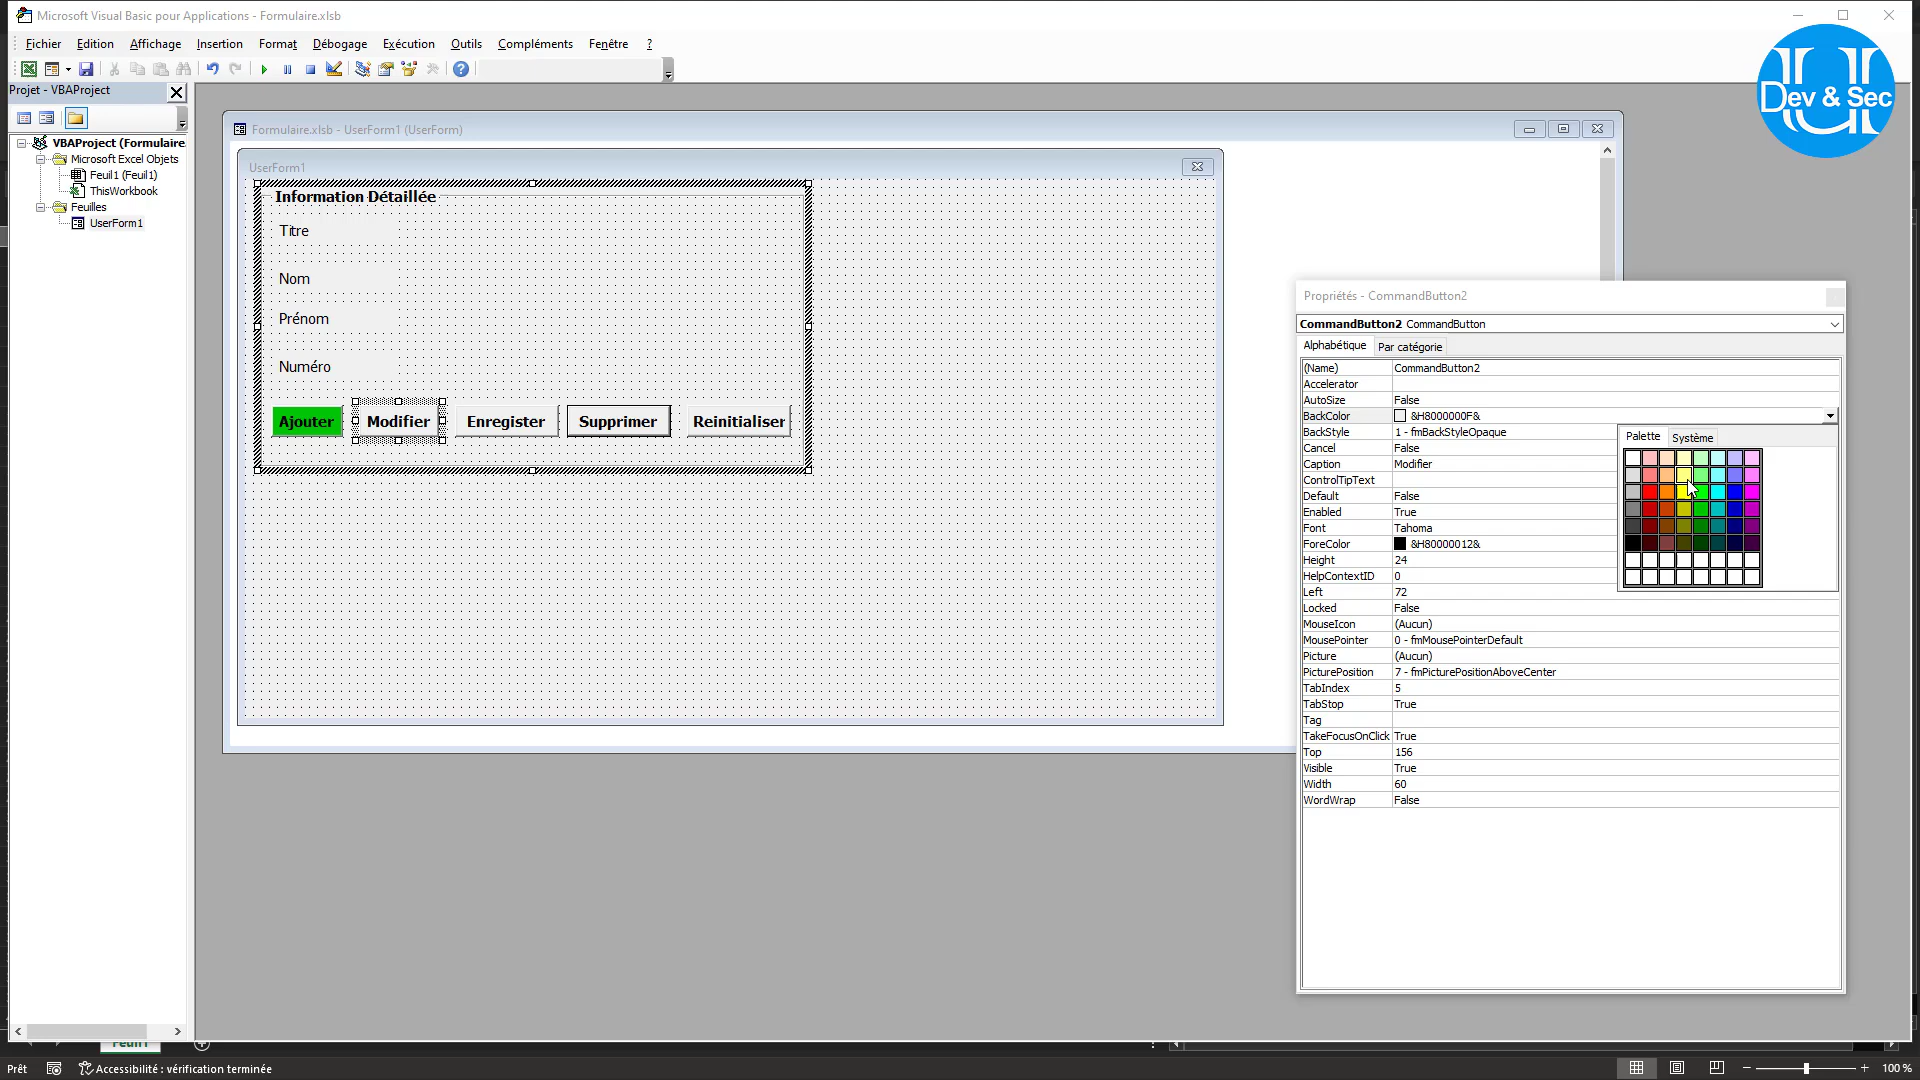 Microsoft Visual Basic pour Applications - Formulaire.xlsb
Fichier Edition Affichage Insertion Format Débogage Exécution Outils Compléments Fenêtre ?
Dev & Sec
Projet - VBAProject
VBAProject (Formulaire.
Microsoft Excel Objets
Feuil1 (Feuil1)
ThisWorkbook
Feuilles
UserForm1
Formulaire.xlsb - UserForm1 (UserForm)
UserForm1
Information Détaillée
Titre
Nom
Prénom
Numéro
Ajouter Modifier Enregister Supprimer Reinitialiser
Propriétés - CommandButton2
CommandButton2 CommandButton
Alphabétique Par catégorie
(Name) CommandButton2
Accelerator
AutoSize False
BackColor &H8000000F&
BackStyle 1 - fmBackStyleOpaque
Cancel False
Caption Modifier
ControlTipText
Default False
Enabled True
Font Tahoma
ForeColor &H80000012&
Height 24
HelpContextID 0
Left 72
Locked False
MouseIcon (Aucun)
MousePointer 0 - fmMousePointerDefault
Picture (Aucun)
PicturePosition 7 - fmPicturePositionAboveCenter
TabIndex 5
TabStop True
Tag
TakeFocusOnClick True
Top 156
Visible True
Width 60
WordWrap False
Palette Système
Feuil1
Prêt Accessibilité : vérification terminée
100 %